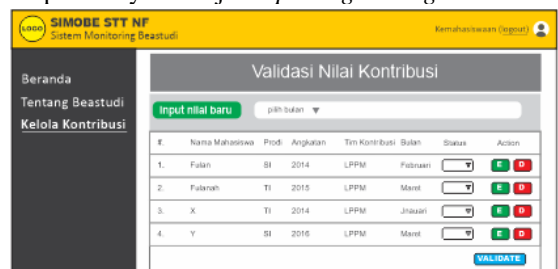 LOGO
SIMOBE STT NF
Sistem Monitoring Beastudi
Kemahasiswaan (logout)
Beranda
Tentang Beastudi
Kelola Kontribusi
Validasi Nilai Kontribusi
Input nilai baru
pilih bulan
#. Nama Mahasiswa Prodi Angkatan Tim Kontribusi Bulan Status Action
1. Fulan SI 2014 LPPM Februari E D
2. Fulanah TI 2015 LPPM Maret E D
3. X TI 2014 LPPM Jnauari E D
4. Y SI 2016 LPPM Maret E D
VALIDATE